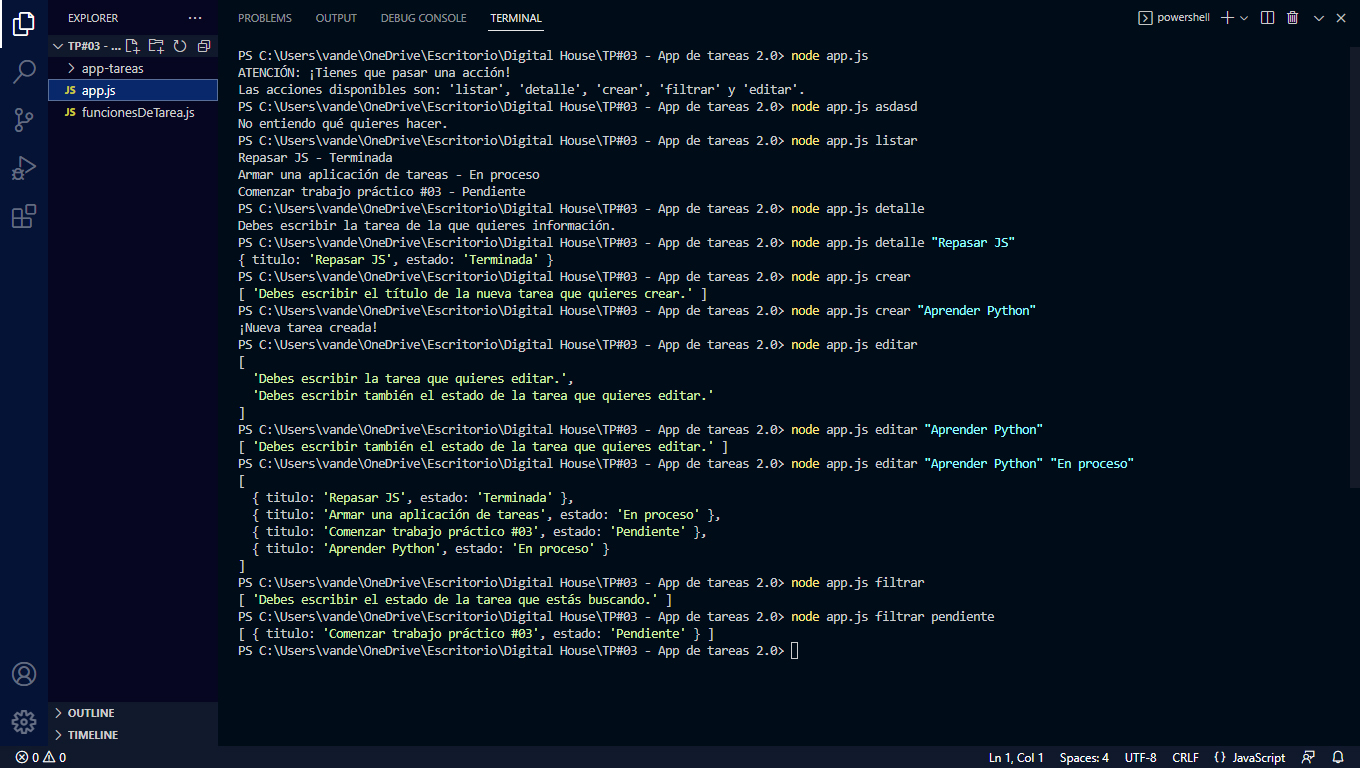 EXPLORER
PROBLEMS OUTPUT DEBUG CONSOLE TERMINAL
powershell
TP#03 - ...
app-tareas
JS app.js
JS funcionesDeTarea.js
PS C:\Users\vande\OneDrive\Escritorio\Digital House\TP#03 - App de tareas 2.0> node app.js
ATENCIÓN: ¡Tienes que pasar una acción!
Las acciones disponibles son: 'listar', 'detalle', 'crear', 'filtrar' y 'editar'.
PS C:\Users\vande\OneDrive\Escritorio\Digital House\TP#03 - App de tareas 2.0> node app.js asdasd
No entiendo qué quieres hacer.
PS C:\Users\vande\OneDrive\Escritorio\Digital House\TP#03 - App de tareas 2.0> node app.js listar
Repasar JS - Terminada
Armar una aplicación de tareas - En proceso
Comenzar trabajo práctico #03 - Pendiente
PS C:\Users\vande\OneDrive\Escritorio\Digital House\TP#03 - App de tareas 2.0> node app.js detalle
Debes escribir la tarea de la que quieres información.
PS C:\Users\vande\OneDrive\Escritorio\Digital House\TP#03 - App de tareas 2.0> node app.js detalle "Repasar JS"
{ titulo: 'Repasar JS', estado: 'Terminada' }
PS C:\Users\vande\OneDrive\Escritorio\Digital House\TP#03 - App de tareas 2.0> node app.js crear
[ 'Debes escribir el título de la nueva tarea que quieres crear.' ]
PS C:\Users\vande\OneDrive\Escritorio\Digital House\TP#03 - App de tareas 2.0> node app.js crear "Aprender Python"
¡Nueva tarea creada!
PS C:\Users\vande\OneDrive\Escritorio\Digital House\TP#03 - App de tareas 2.0> node app.js editar
[
  'Debes escribir la tarea que quieres editar.',
  'Debes escribir también el estado de la tarea que quieres editar.'
]
PS C:\Users\vande\OneDrive\Escritorio\Digital House\TP#03 - App de tareas 2.0> node app.js editar "Aprender Python"
[ 'Debes escribir también el estado de la tarea que quieres editar.' ]
PS C:\Users\vande\OneDrive\Escritorio\Digital House\TP#03 - App de tareas 2.0> node app.js editar "Aprender Python" "En proceso"
[
  { titulo: 'Repasar JS', estado: 'Terminada' },
  { titulo: 'Armar una aplicación de tareas', estado: 'En proceso' },
  { titulo: 'Comenzar trabajo práctico #03', estado: 'Pendiente' },
  { titulo: 'Aprender Python', estado: 'En proceso' }
]
PS C:\Users\vande\OneDrive\Escritorio\Digital House\TP#03 - App de tareas 2.0> node app.js filtrar
[ 'Debes escribir el estado de la tarea que estás buscando.' ]
PS C:\Users\vande\OneDrive\Escritorio\Digital House\TP#03 - App de tareas 2.0> node app.js filtrar pendiente
[ { titulo: 'Comenzar trabajo práctico #03', estado: 'Pendiente' } ]
PS C:\Users\vande\OneDrive\Escritorio\Digital House\TP#03 - App de tareas 2.0>
OUTLINE
TIMELINE
0 0
Ln 1, Col 1 Spaces: 4 UTF-8 CRLF {} JavaScript